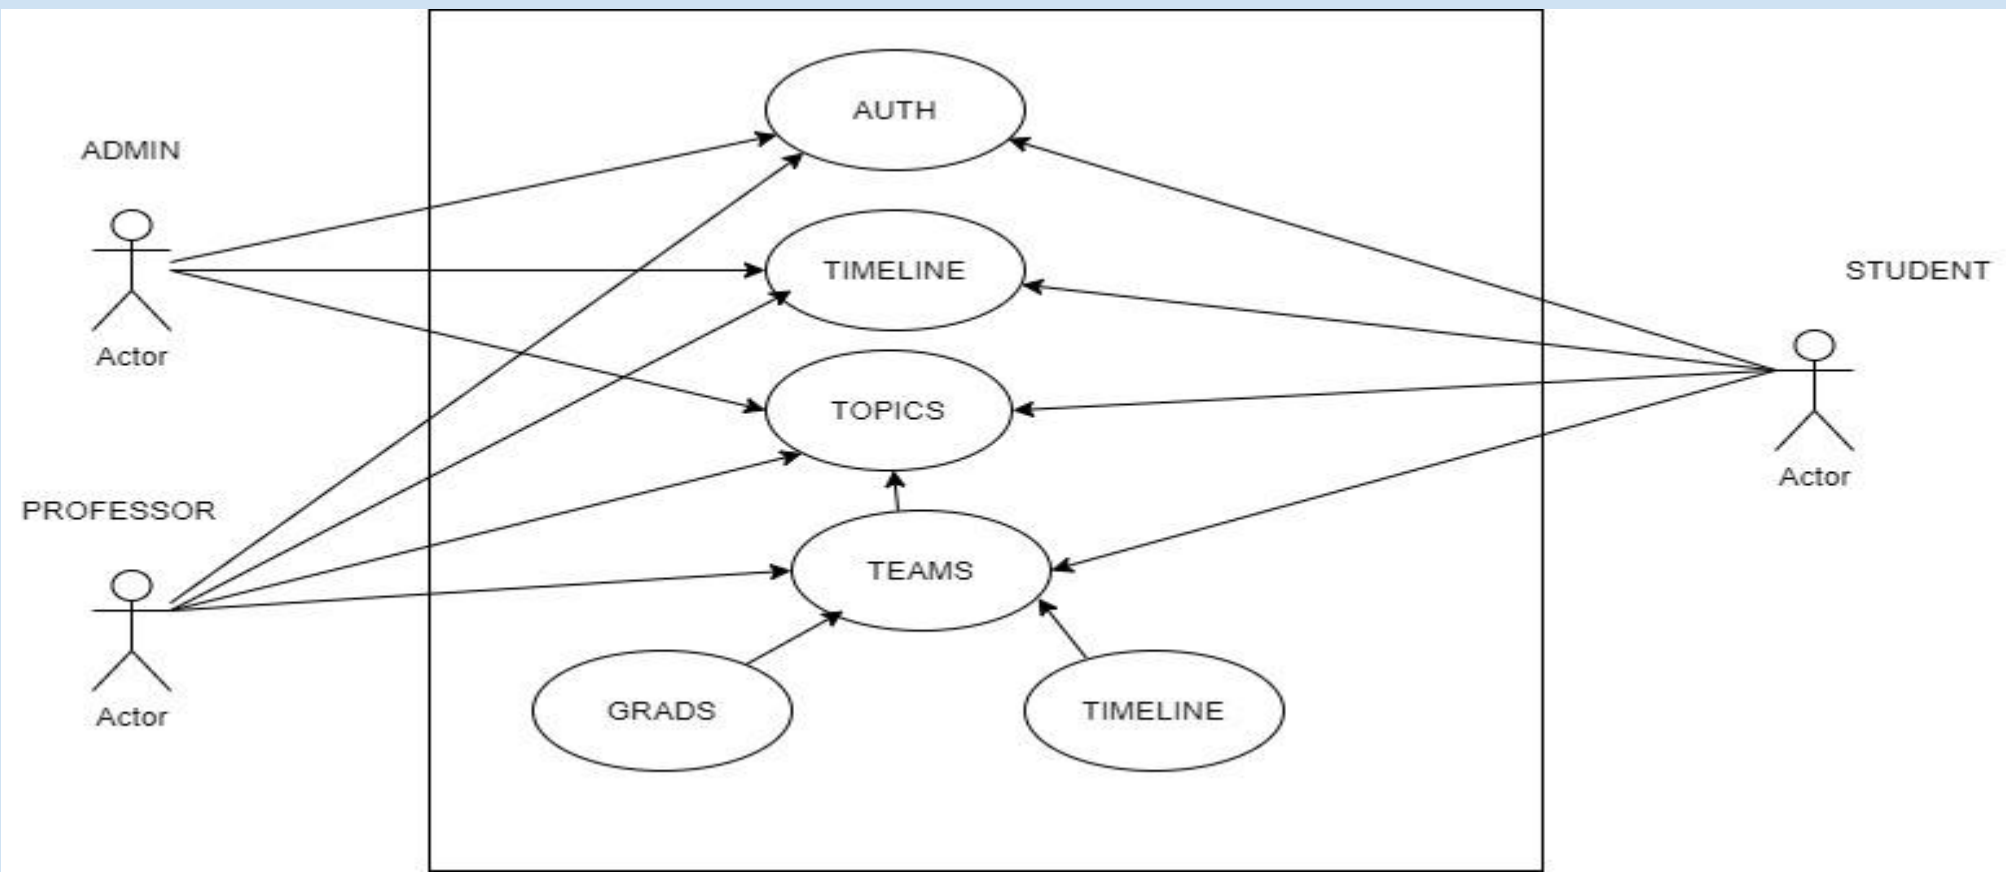 AUTH
ADMIN
TIMELINE
STUDENT
Actor
TOPICS
Actor
PROFESSOR
TEAMS
Actor
GRADS
TIMELINE